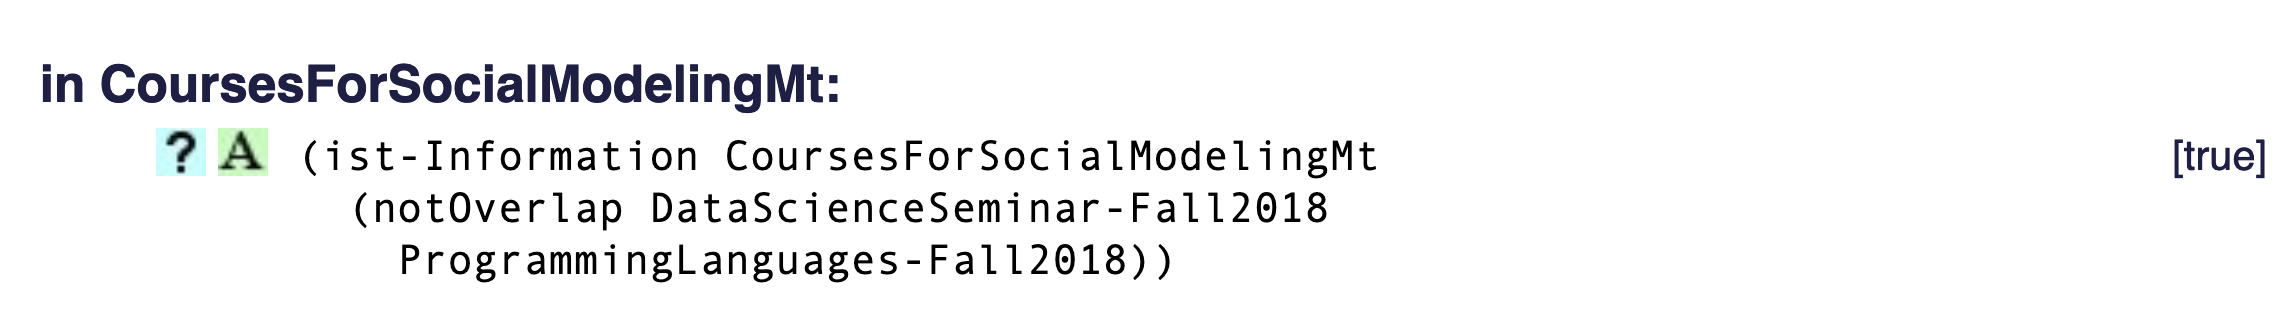 in CoursesForSocialModelingMt:
? A (ist-Information CoursesForSocialModelingMt [true]
(notOverlap DataScienceSeminar-Fall2018
ProgrammingLanguages-Fall2018))